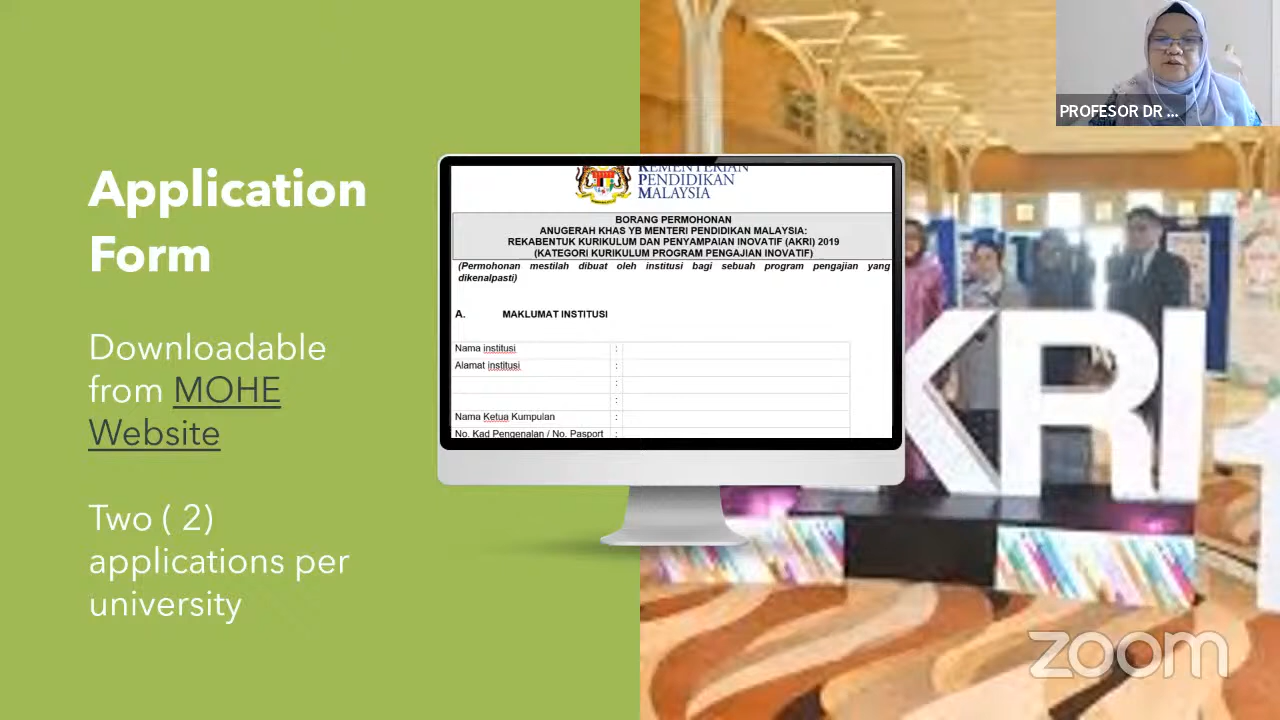 Application
Form
Downloadable
from MOHE
Website
Two ( 2)
applications per
university
KEMENTERIAN
PENDIDIKAN
MALAYSIA
BORANG PERMOHONAN
ANUGERAH KHAS YB MENTERI PENDIDIKAN MALAYSIA:
REKABENTUK KURIKULUM DAN PENYAMPAIAN INOVATIF (AKRI) 2019
(KATEGORI KURIKULUM PROGRAM PENGAJIAN INOVATIF)
(Permohonan mestilah dibuat oleh institusi bagi sebuah program pengajian yang
dikenalpasti)
A. MAKLUMAT INSTITUSI
Nama institusi :
Alamat institusi :
:
:
Nama Ketua Kumpulan :
No. Kad Pengenalan / No. Pasport :
PROFESOR DR ...
KRI
zoom